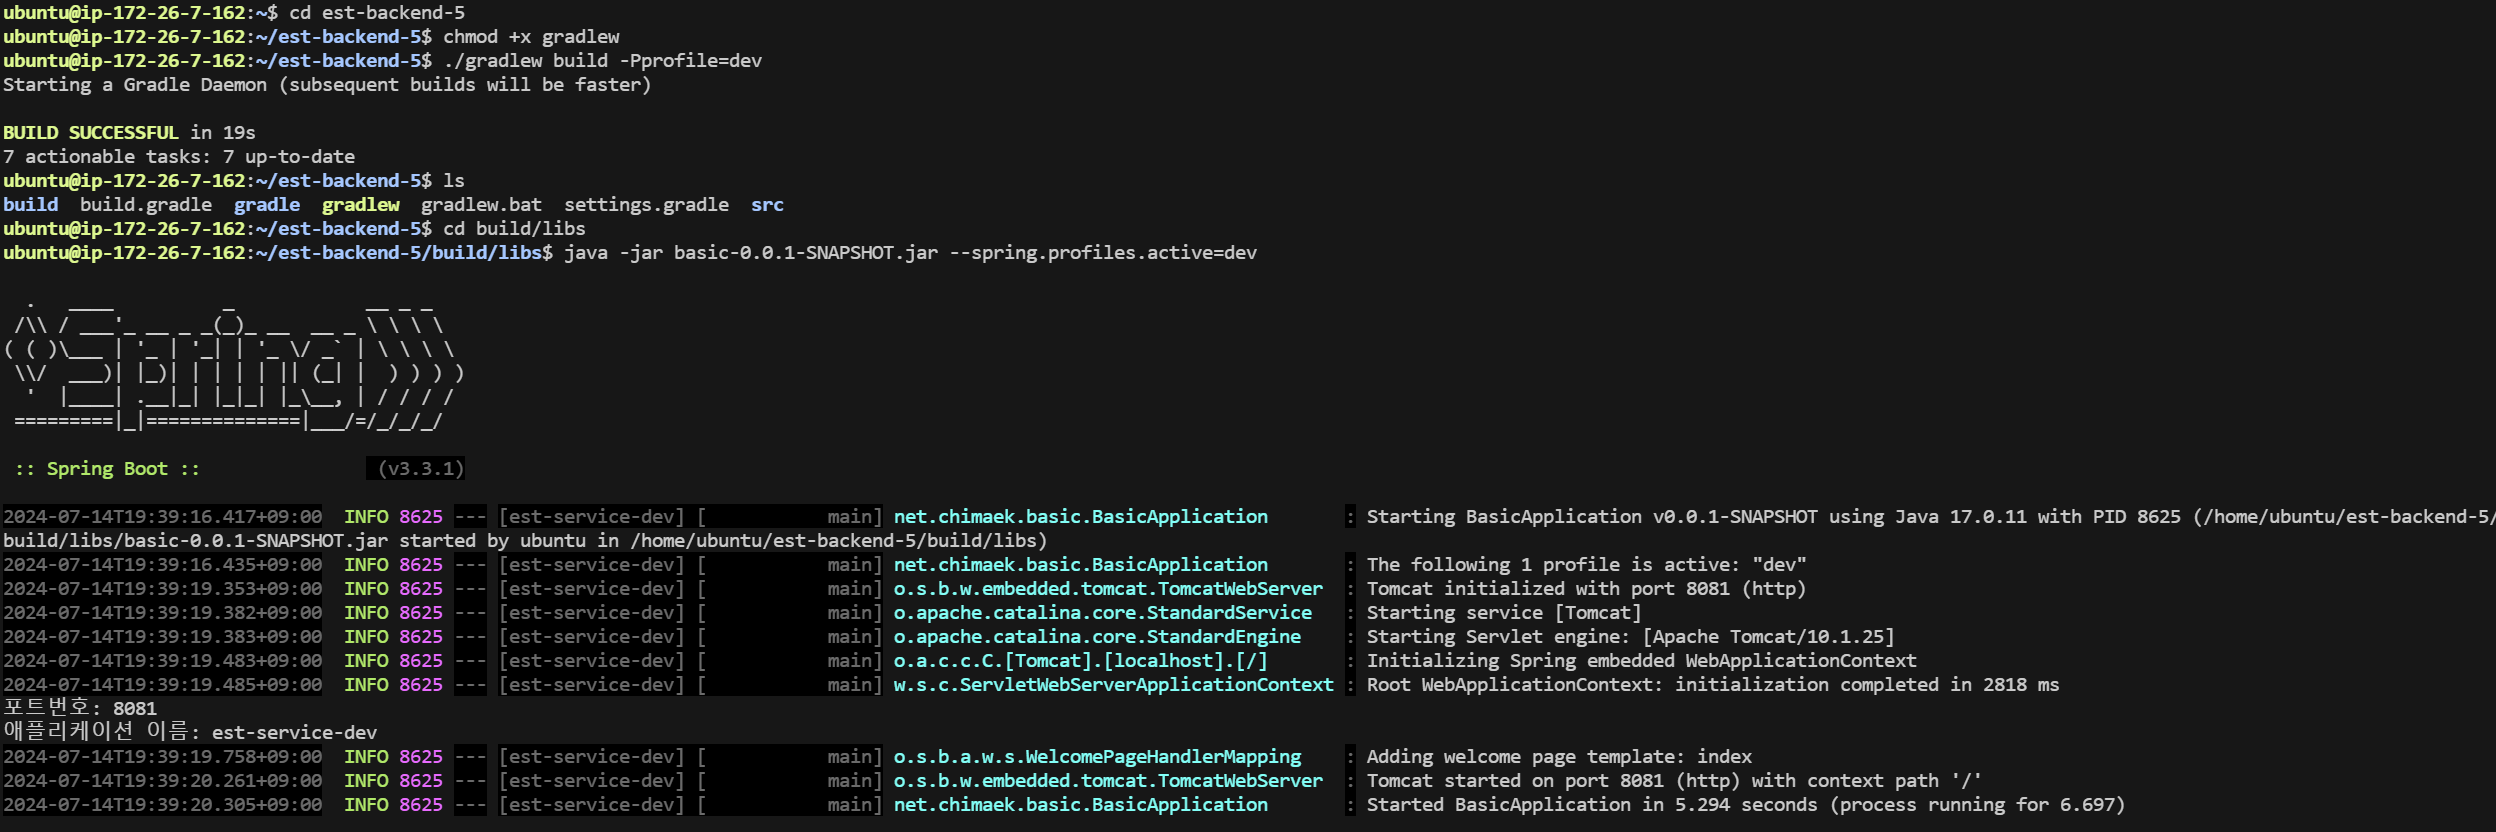 ubuntu@ip-172-26-7-162:~$ cd est-backend-5
ubuntu@ip-172-26-7-162:~/est-backend-5$ chmod +x gradlew
ubuntu@ip-172-26-7-162:~/est-backend-5$ ./gradlew build -Pprofile=dev
Starting a Gradle Daemon (subsequent builds will be faster)

BUILD SUCCESSFUL in 19s
7 actionable tasks: 7 up-to-date
ubuntu@ip-172-26-7-162:~/est-backend-5$ ls
build  build.gradle  gradle  gradlew  gradlew.bat  settings.gradle  src
ubuntu@ip-172-26-7-162:~/est-backend-5$ cd build/libs
ubuntu@ip-172-26-7-162:~/est-backend-5/build/libs$ java -jar basic-0.0.1-SNAPSHOT.jar --spring.profiles.active=dev

  .   ____          _            __ _ _
 /\\ / ___'_ __ _ _(_)_ __  __ _ \ \ \ \
( ( )\___ | '_ | '_| | '_ \/ _` | \ \ \ \
 \\/  ___)| |_)| | | | | || (_| |  ) ) ) )
  '  |____| .__|_| |_|_| |_\__, | / / / /
 =========|_|==============|___/=/_/_/_/

 :: Spring Boot ::                (v3.3.1)

2024-07-14T19:39:16.417+09:00  INFO 8625 --- [est-service-dev] [           main] net.chimaek.basic.BasicApplication       : Starting BasicApplication v0.0.1-SNAPSHOT using Java 17.0.11 with PID 8625 (/home/ubuntu/est-backend-5/
build/libs/basic-0.0.1-SNAPSHOT.jar started by ubuntu in /home/ubuntu/est-backend-5/build/libs)
2024-07-14T19:39:16.435+09:00  INFO 8625 --- [est-service-dev] [           main] net.chimaek.basic.BasicApplication       : The following 1 profile is active: "dev"
2024-07-14T19:39:19.353+09:00  INFO 8625 --- [est-service-dev] [           main] o.s.b.w.embedded.tomcat.TomcatWebServer  : Tomcat initialized with port 8081 (http)
2024-07-14T19:39:19.382+09:00  INFO 8625 --- [est-service-dev] [           main] o.apache.catalina.core.StandardService   : Starting service [Tomcat]
2024-07-14T19:39:19.383+09:00  INFO 8625 --- [est-service-dev] [           main] o.apache.catalina.core.StandardEngine    : Starting Servlet engine: [Apache Tomcat/10.1.25]
2024-07-14T19:39:19.483+09:00  INFO 8625 --- [est-service-dev] [           main] o.a.c.c.C.[Tomcat].[localhost].[/]       : Initializing Spring embedded WebApplicationContext
2024-07-14T19:39:19.485+09:00  INFO 8625 --- [est-service-dev] [           main] w.s.c.ServletWebServerApplicationContext : Root WebApplicationContext: initialization completed in 2818 ms
포트번호: 8081
애플리케이션 이름: est-service-dev
2024-07-14T19:39:19.758+09:00  INFO 8625 --- [est-service-dev] [           main] o.s.b.a.w.s.WelcomePageHandlerMapping    : Adding welcome page template: index
2024-07-14T19:39:20.261+09:00  INFO 8625 --- [est-service-dev] [           main] o.s.b.w.embedded.tomcat.TomcatWebServer  : Tomcat started on port 8081 (http) with context path '/'
2024-07-14T19:39:20.305+09:00  INFO 8625 --- [est-service-dev] [           main] net.chimaek.basic.BasicApplication       : Started BasicApplication in 5.294 seconds (process running for 6.697)